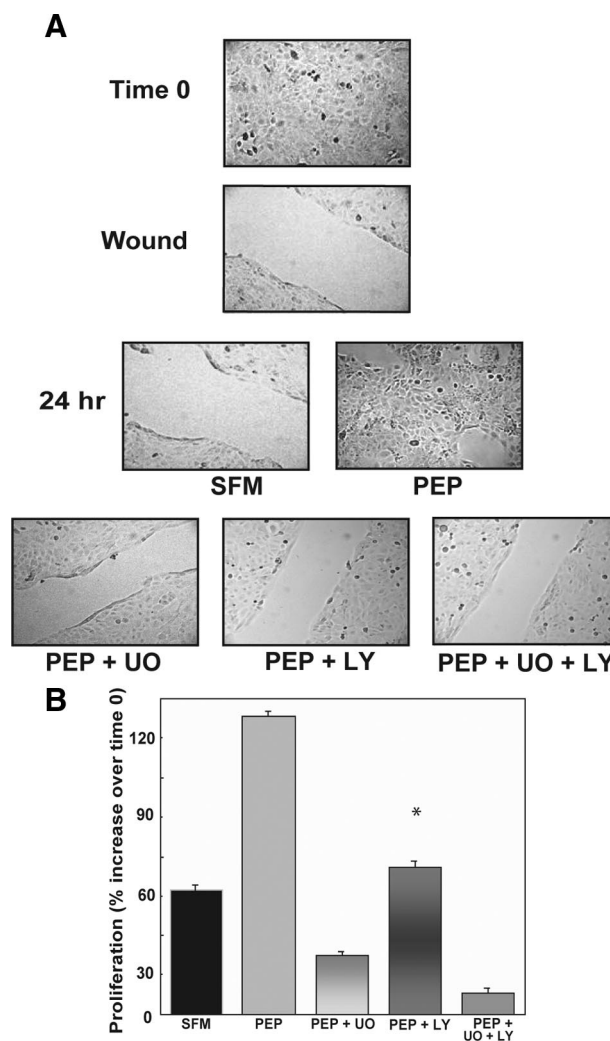 A
Time 0
Wound
24 hr
SFM
PEP
PEP + UO
PEP + LY
PEP + UO + LY
B
Proliferation (% increase over time 0)
120
90
60
30
0
*
SFM
PEP
PEP + UO
PEP + LY
PEP +
UO + LY